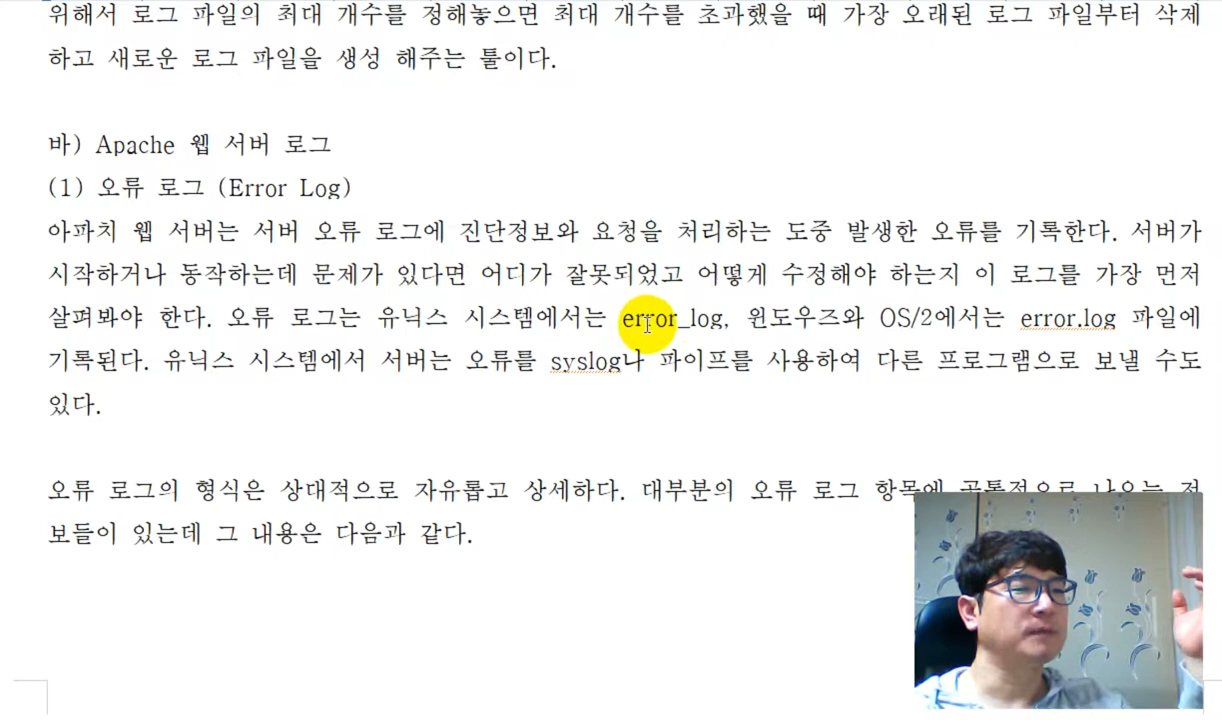 위해서 로그 파일의 최대 개수를 정해놓으면 최대 개수를 초과했을 때 가장 오래된 로그 파일부터 삭제
하고 새로운 로그 파일을 생성 해주는 툴이다.
바) Apache 웹 서버 로그
(1) 오류 로그 (Error Log)
아파치 웹 서버는 서버 오류 로그에 진단정보와 요청을 처리하는 도중 발생한 오류를 기록한다. 서버가
시작하거나 동작하는데 문제가 있다면 어디가 잘못되었고 어떻게 수정해야 하는지 이 로그를 가장 먼저
살펴봐야 한다. 오류 로그는 유닉스 시스템에서는 error_log, 윈도우즈와 OS/2에서는 error.log 파일에
기록된다. 유닉스 시스템에서 서버는 오류를 syslog나 파이프를 사용하여 다른 프로그램으로 보낼 수도
있다.
오류 로그의 형식은 상대적으로 자유롭고 상세하다. 대부분의 오류 로그 항목에 공통적으로 나오는 정
보들이 있는데 그 내용은 다음과 같다.